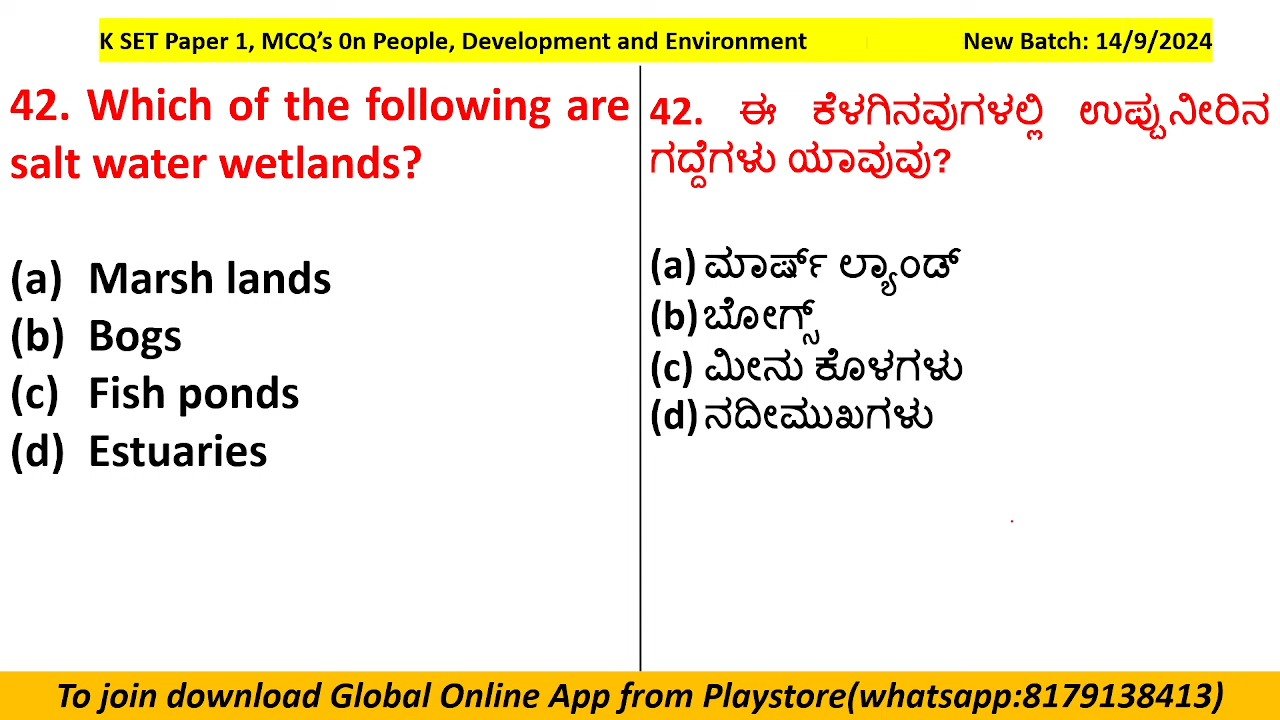 K SET Paper 1, MCQ’s 0n People, Development and Environment New Batch: 14/9/2024
42. Which of the following are
salt water wetlands?
(a) Marsh lands
(b) Bogs
(c) Fish ponds
(d) Estuaries
42. ಈ ಕೆಳಗಿನವುಗಳಲ್ಲಿ ಉಪ್ಪುನೀರಿನ
ಗದ್ದೆಗಳು ಯಾವುವು?
(a) ಮಾರ್ಷ್ ಲ್ಯಾಂಡ್
(b) ಬೋಗ್ಸ್
(c) ಮೀನು ಕೊಳಗಳು
(d) ನದೀಮುಖಗಳು
To join download Global Online App from Playstore(whatsapp:8179138413)